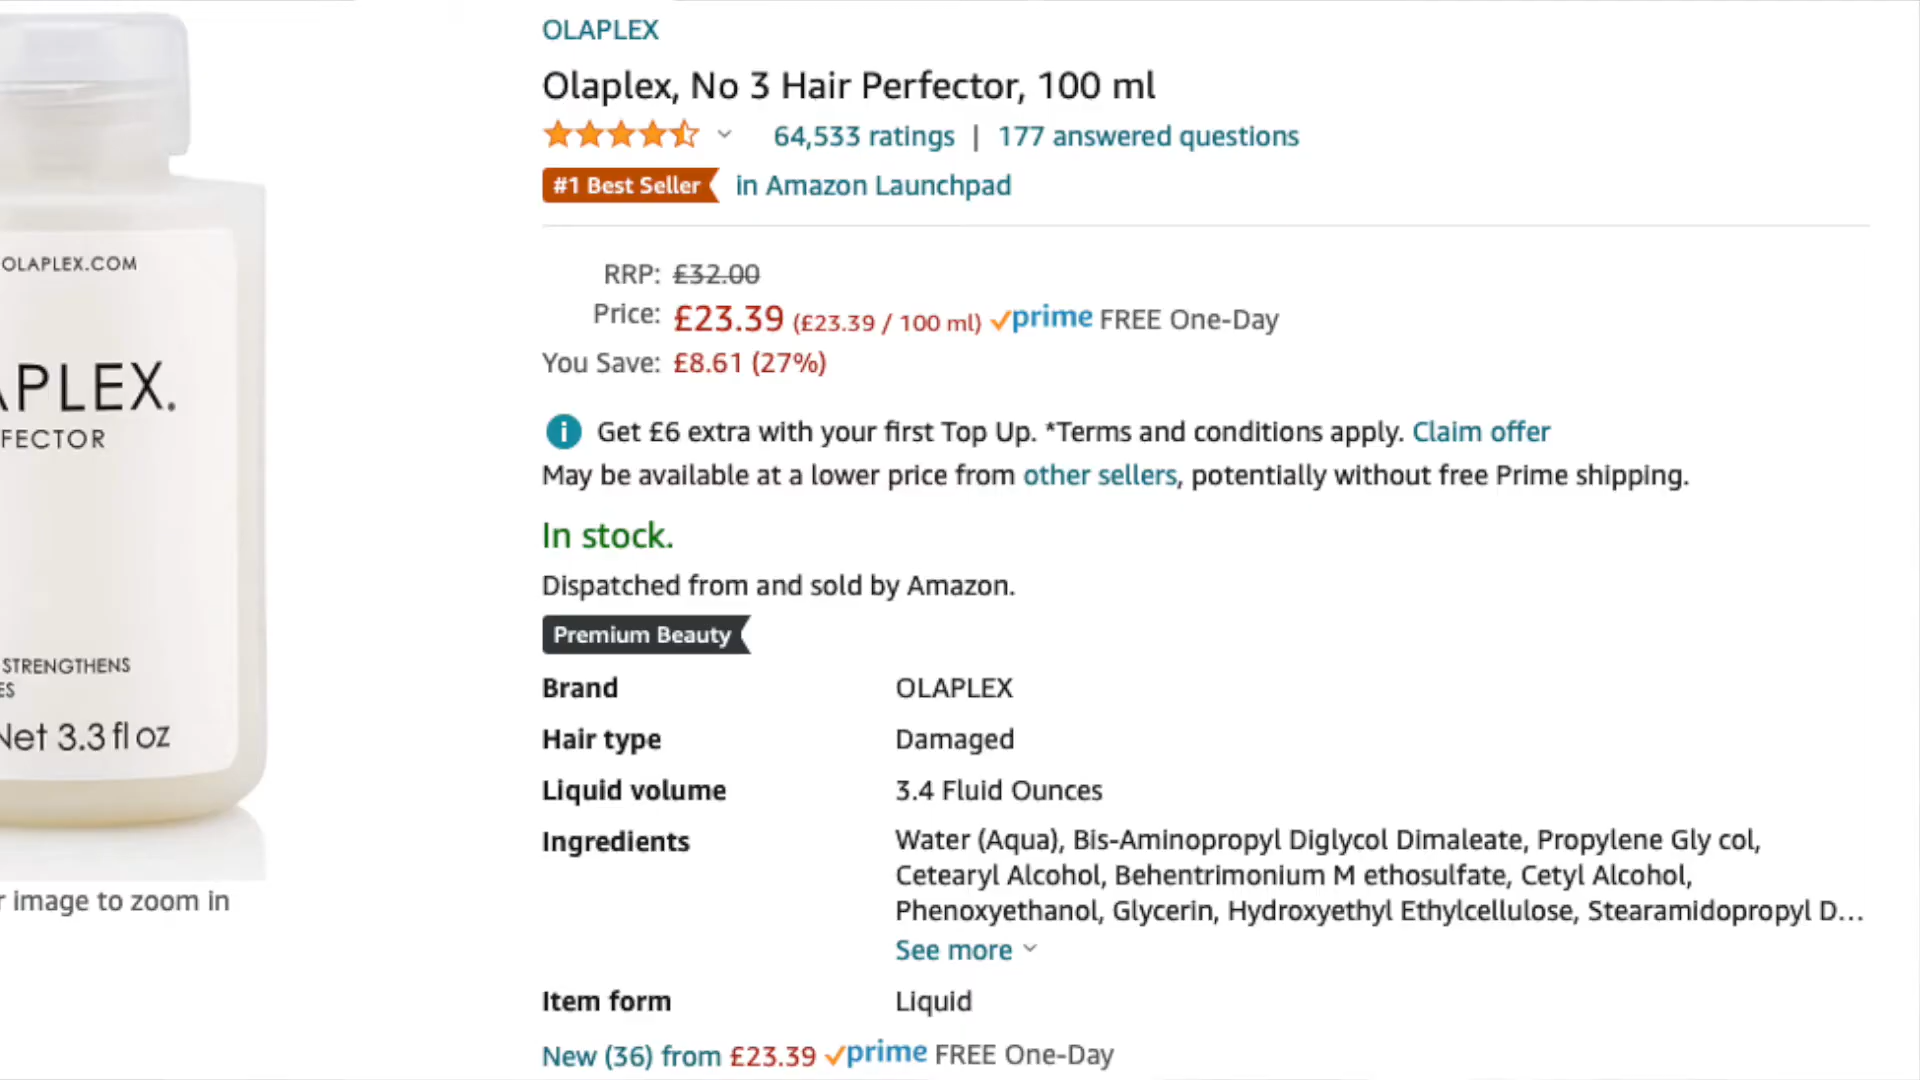 OLAPLEX
Olaplex, No 3 Hair Perfector, 100 ml
64,533 ratings | 177 answered questions
#1 Best Seller in Amazon Launchpad
RRP: £32.00
Price: £23.39 (£23.39 / 100 ml) prime FREE One-Day
You Save: £8.61 (27%)
i Get £6 extra with your first Top Up. *Terms and conditions apply. Claim offer
May be available at a lower price from other sellers, potentially without free Prime shipping.
In stock.
Dispatched from and sold by Amazon.
Premium Beauty
Brand OLAPLEX
Hair type Damaged
Liquid volume 3.4 Fluid Ounces
Ingredients Water (Aqua), Bis-Aminopropyl Diglycol Dimaleate, Propylene Gly col,
Cetearyl Alcohol, Behentrimonium M ethosulfate, Cetyl Alcohol,
Phenoxyethanol, Glycerin, Hydroxyethyl Ethylcellulose, Stearamidopropyl D...
See more
Item form Liquid
New (36) from £23.39 prime FREE One-Day
OLAPLEX.COM
APLEX.
FECTOR
STRENGTHENS
ES
Net 3.3 fl oz
r image to zoom in